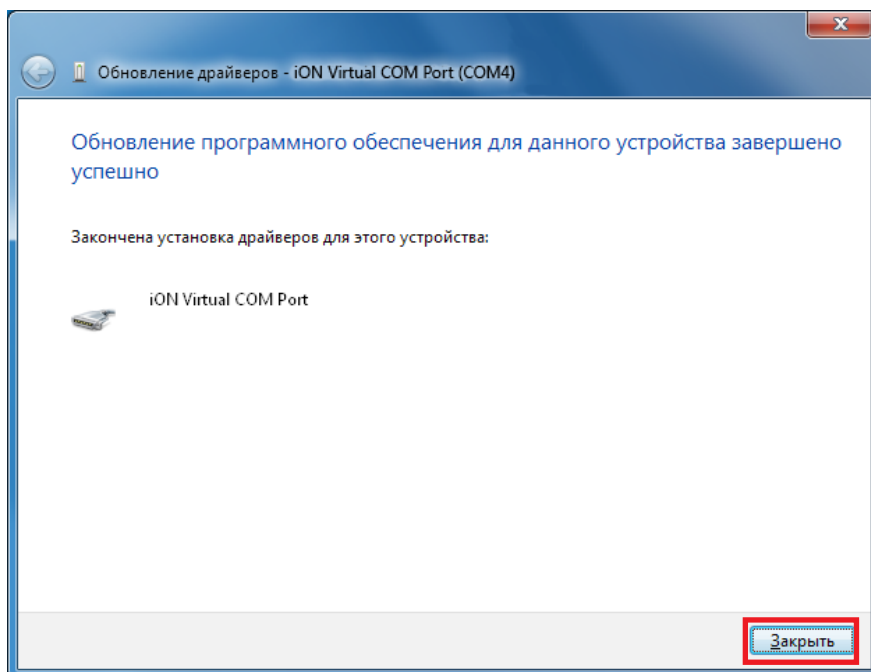 Обновление драйверов - iON Virtual COM Port (COM4)
Обновление программного обеспечения для данного устройства завершено
успешно
Закончена установка драйверов для этого устройства:
iON Virtual COM Port
Закрыть